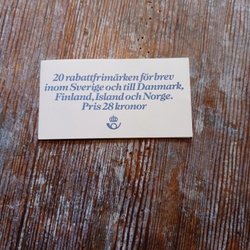 20 rabattfrimärken för brev
inom Sverige och till Danmark,
Finland, Island och Norge.
Pris 28 kronor